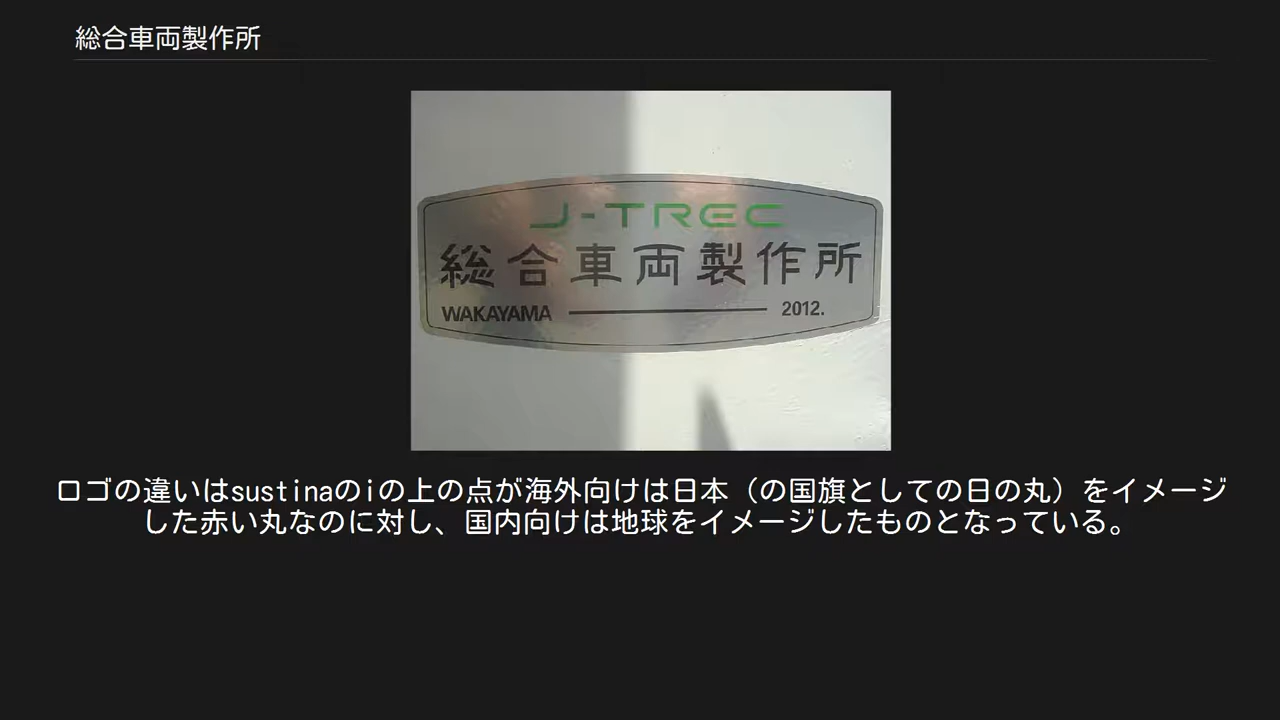 総合車両製作所
J-TREC
総合車両製作所
WAKAYAMA 2012.
ロゴの違いはsustinaのiの上の点が海外向けは日本（の国旗としての日の丸）をイメージ
した赤い丸なのに対し、国内向けは地球をイメージしたものとなっている。